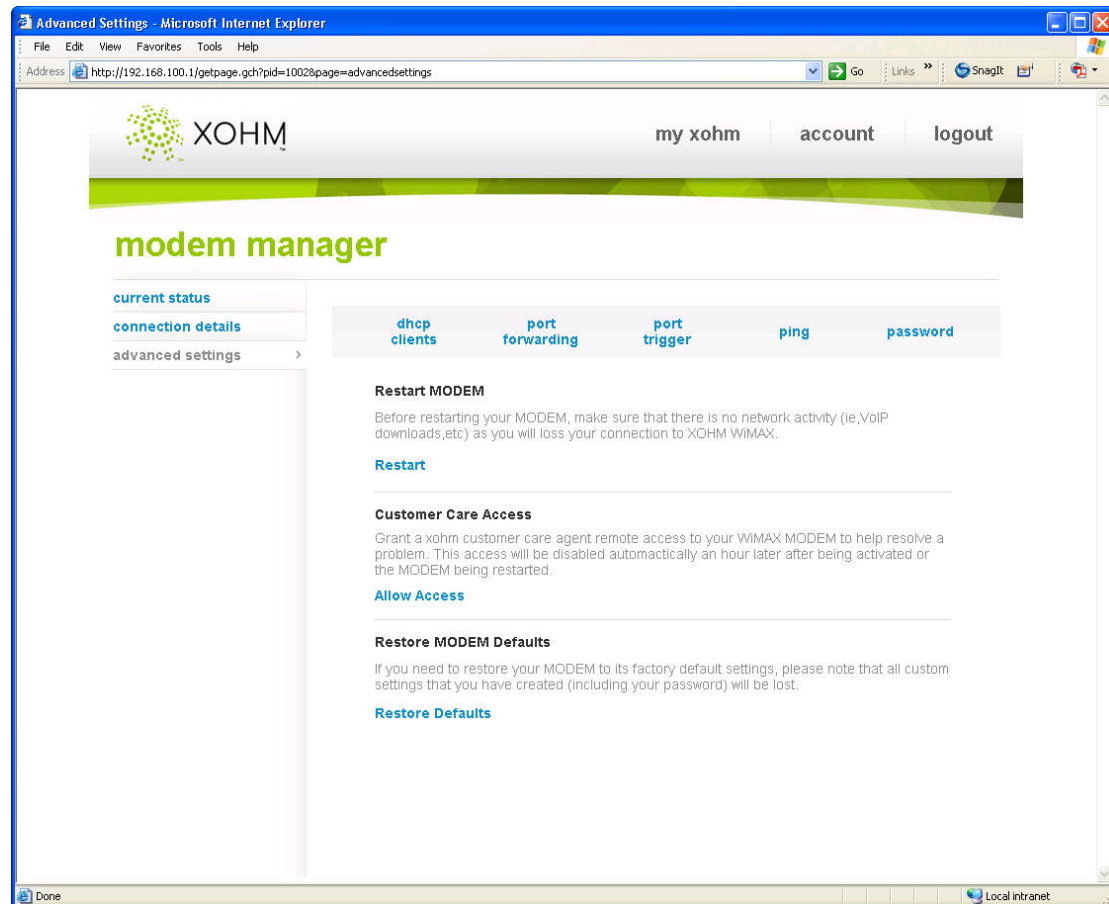 Advanced Settings - Microsoft Internet Explorer
File Edit View Favorites Tools Help
Address http://192.168.100.1/getpage.gch?pid=1002&page=advancedsettings Go Links » SnagIt
XOHM™
my xohm account logout
modem manager
current status
connection details
advanced settings >
dhcp clients
port forwarding
port trigger
ping
password
Restart MODEM
Before restarting your MODEM, make sure that there is no network activity (ie,VoIP
downloads,etc) as you will loss your connection to XOHM WiMAX.
Restart
Customer Care Access
Grant a xohm customer care agent remote access to your WiMAX MODEM to help resolve a
problem. This access will be disabled automactically an hour later after being activated or
the MODEM being restarted.
Allow Access
Restore MODEM Defaults
If you need to restore your MODEM to its factory default settings, please note that all custom
settings that you have created (including your password) will be lost.
Restore Defaults
Done Local intranet